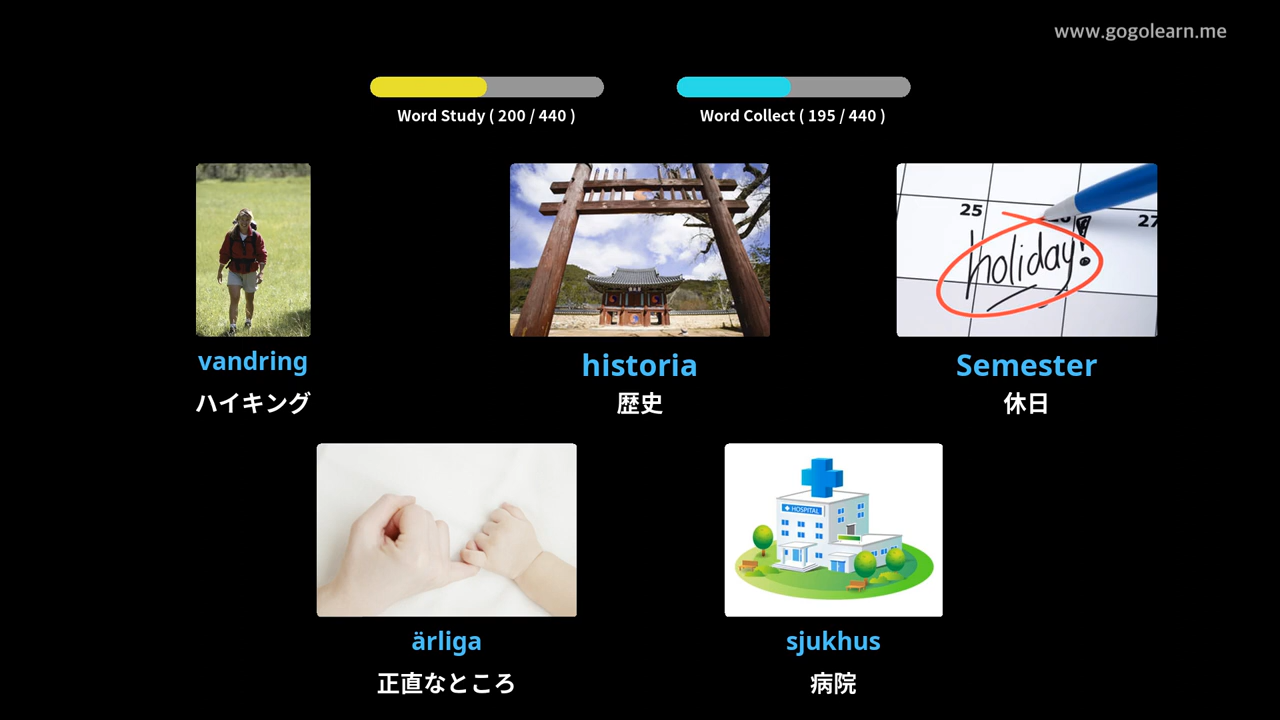 www.gogolearn.me
Word Study ( 200 / 440 )
Word Collect ( 195 / 440 )
25
27
holiday!
vandring
historia
Semester
ハイキング
歴史
休日
HOSPITAL
ärliga
sjukhus
正直なところ
病院